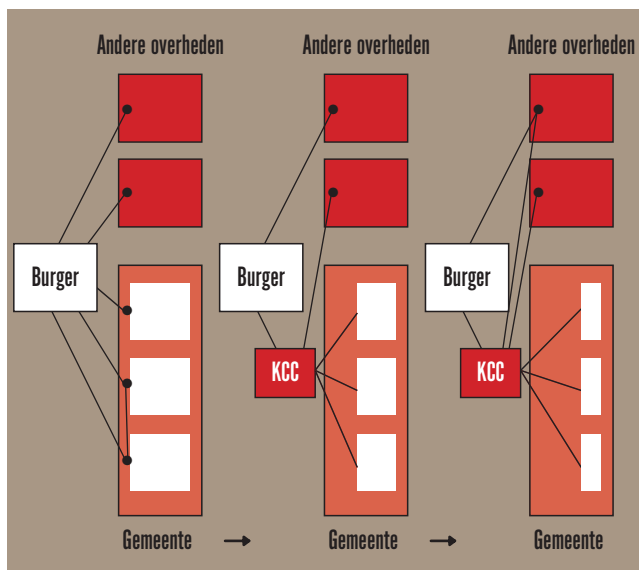 Andere overheden
Andere overheden
Andere overheden
Burger
Burger
Burger
KCC
KCC
Gemeente → Gemeente → Gemeente